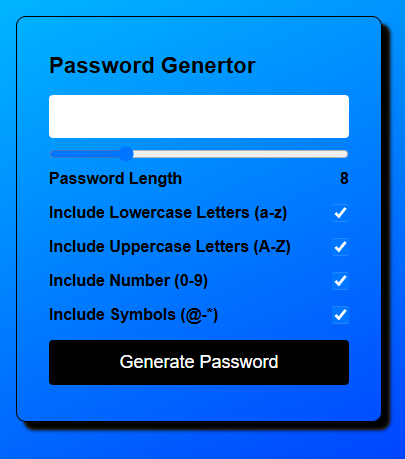 Password Genertor
Password Length 8
Include Lowercase Letters (a-z)
Include Uppercase Letters (A-Z)
Include Number (0-9)
Include Symbols (@-*)
Generate Password